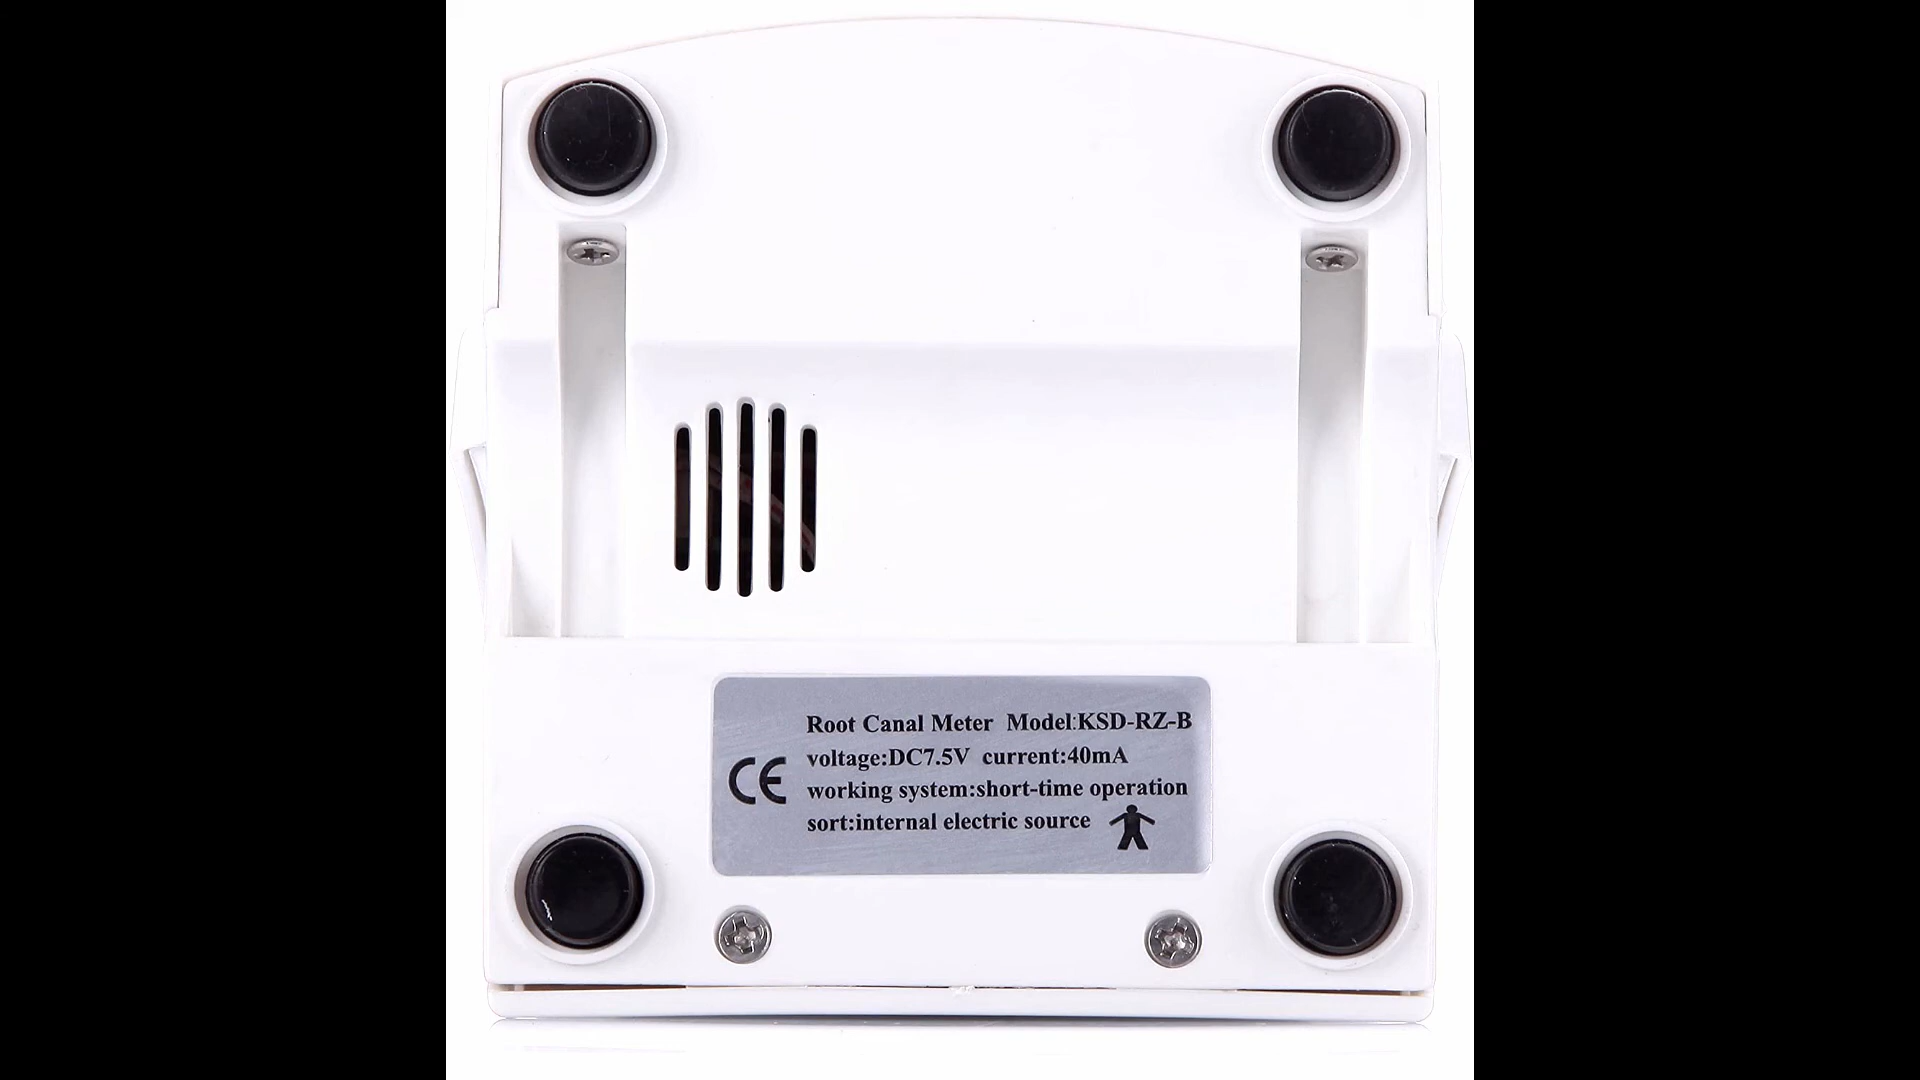 Root Canal Meter Model:KSD-RZ-B
voltage:DC7.5V current:40mA
CE
working system:short-time operation
sort:internal electric source